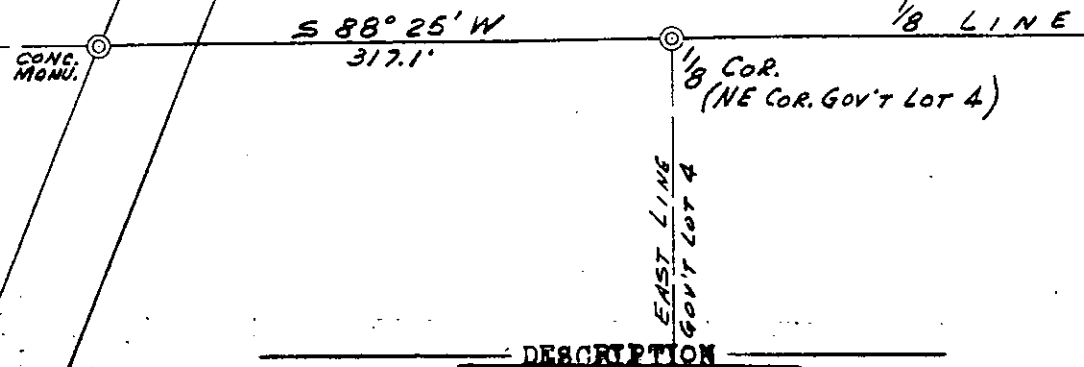 1/8 LINE
S 88° 25' W
317.1'
CONC.
MONU.
1/8 COR.
(NE COR. GOV'T LOT 4)
EAST LINE
GOV'T LOT 4
DESCRIPTION